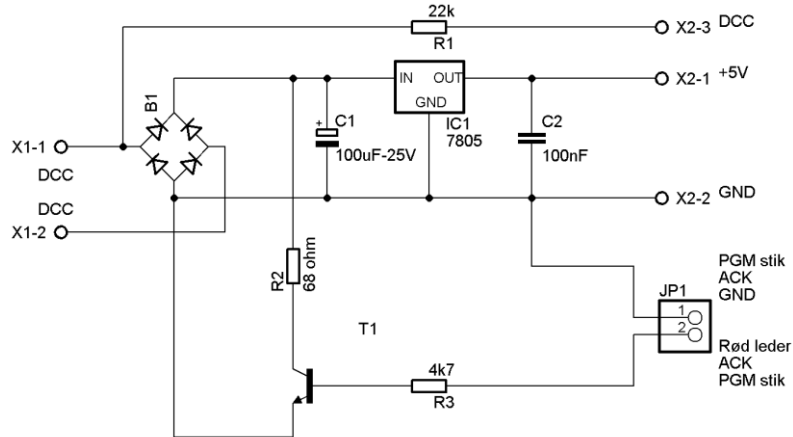 22k
R1
X2-3 DCC
B1
IN OUT
GND
IC1
7805
X2-1 +5V
+
C1
100uF-25V
C2
100nF
X1-1
DCC
DCC
X1-2
X2-2 GND
R2
68 ohm
T1
PGM stik
ACK
GND
JP1
1
2
Rød leder
ACK
PGM stik
4k7
R3